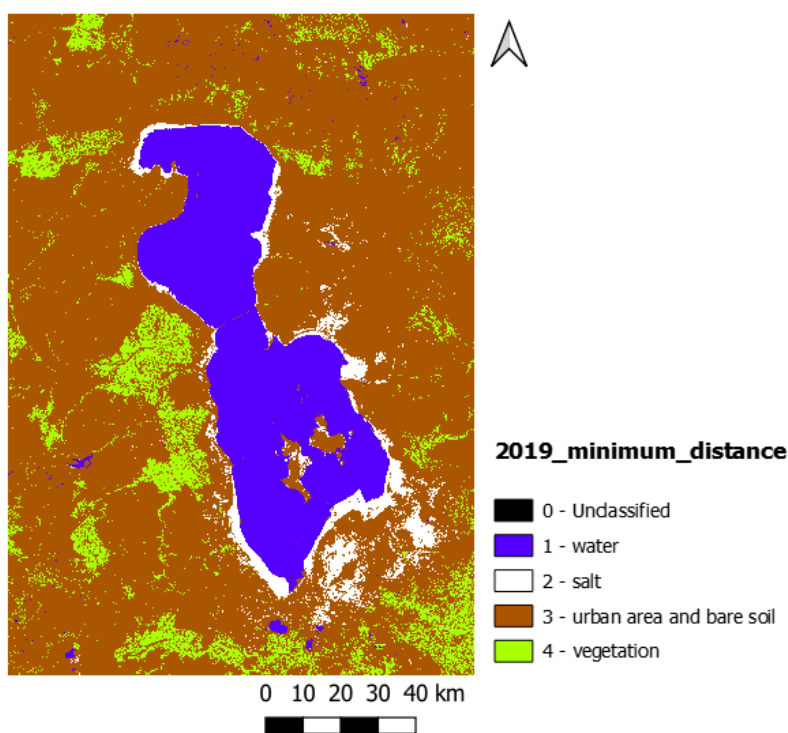 2019_minimum_distance
0 - Unclassified
1 - water
2 - salt
3 - urban area and bare soil
4 - vegetation
0 10 20 30 40 km